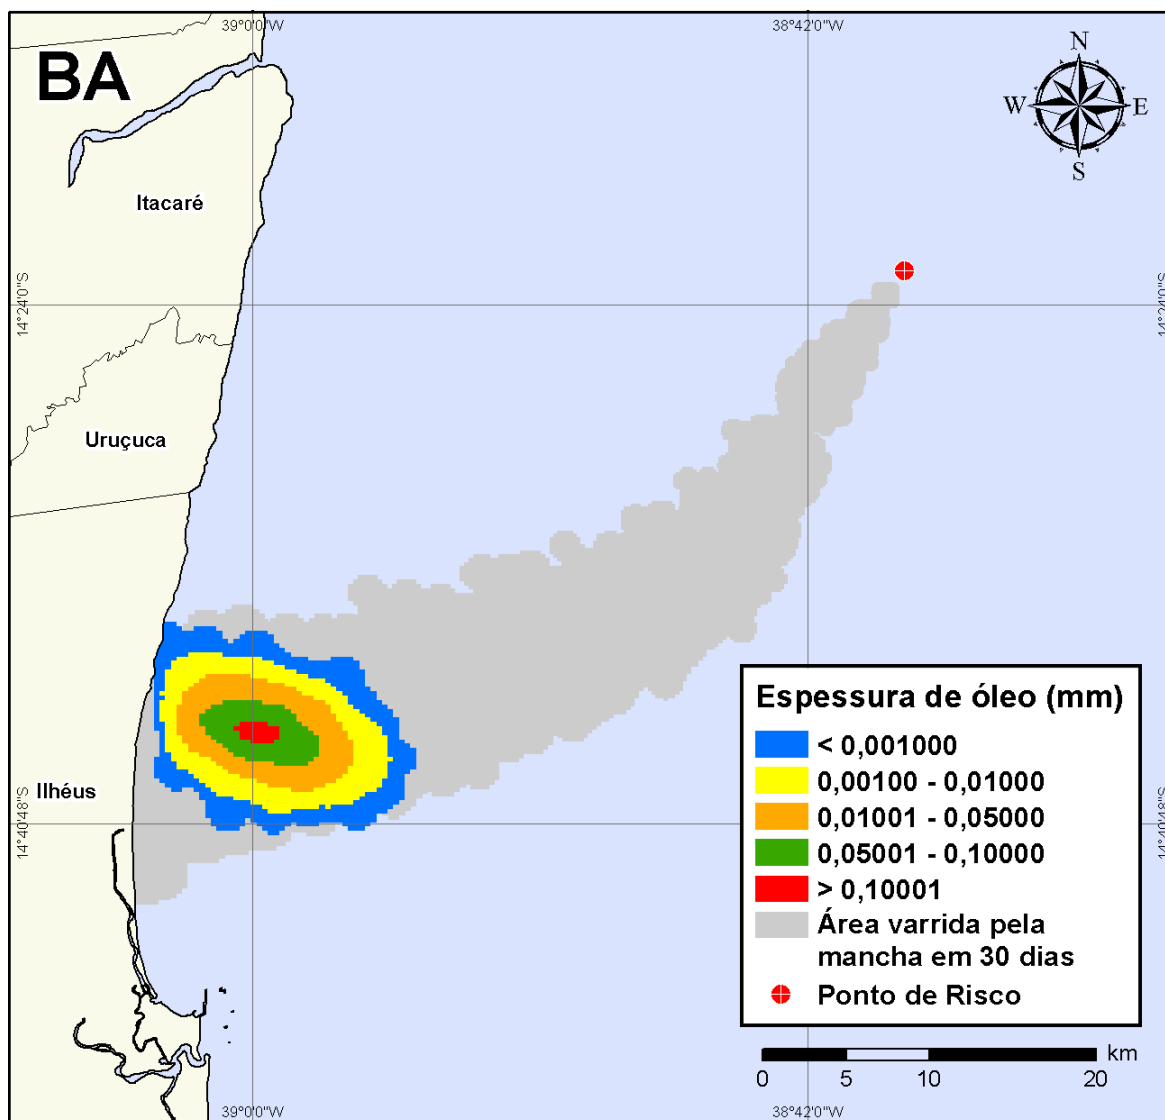 39°0'0"W
38°42'0"W
BA
N
W
E
S
Itacaré
14°24'0"S
14°24'0"S
Uruçuca
Espessura de óleo (mm)
< 0,001000
0,00100 - 0,01000
0,01001 - 0,05000
0,05001 - 0,10000
> 0,10001
Área varrida pela
mancha em 30 dias
Ponto de Risco
Ilhéus
14°40'48"S
14°40'48"S
km
0 5 10 20
39°0'0"W
38°42'0"W